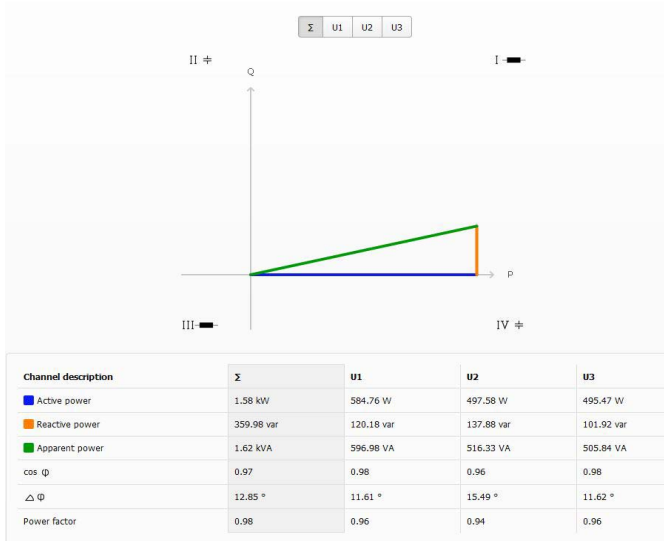 Σ U1 U2 U3
II I
Q
P
III IV
Channel description Σ U1 U2 U3
Active power 1.58 kW 584.76 W 497.58 W 495.47 W
Reactive power 359.98 var 120.18 var 137.88 var 101.92 var
Apparent power 1.62 kVA 596.98 VA 516.33 VA 505.84 VA
cos φ 0.97 0.98 0.96 0.98
△ φ 12.85 ° 11.61 ° 15.49 ° 11.62 °
Power factor 0.98 0.96 0.94 0.96